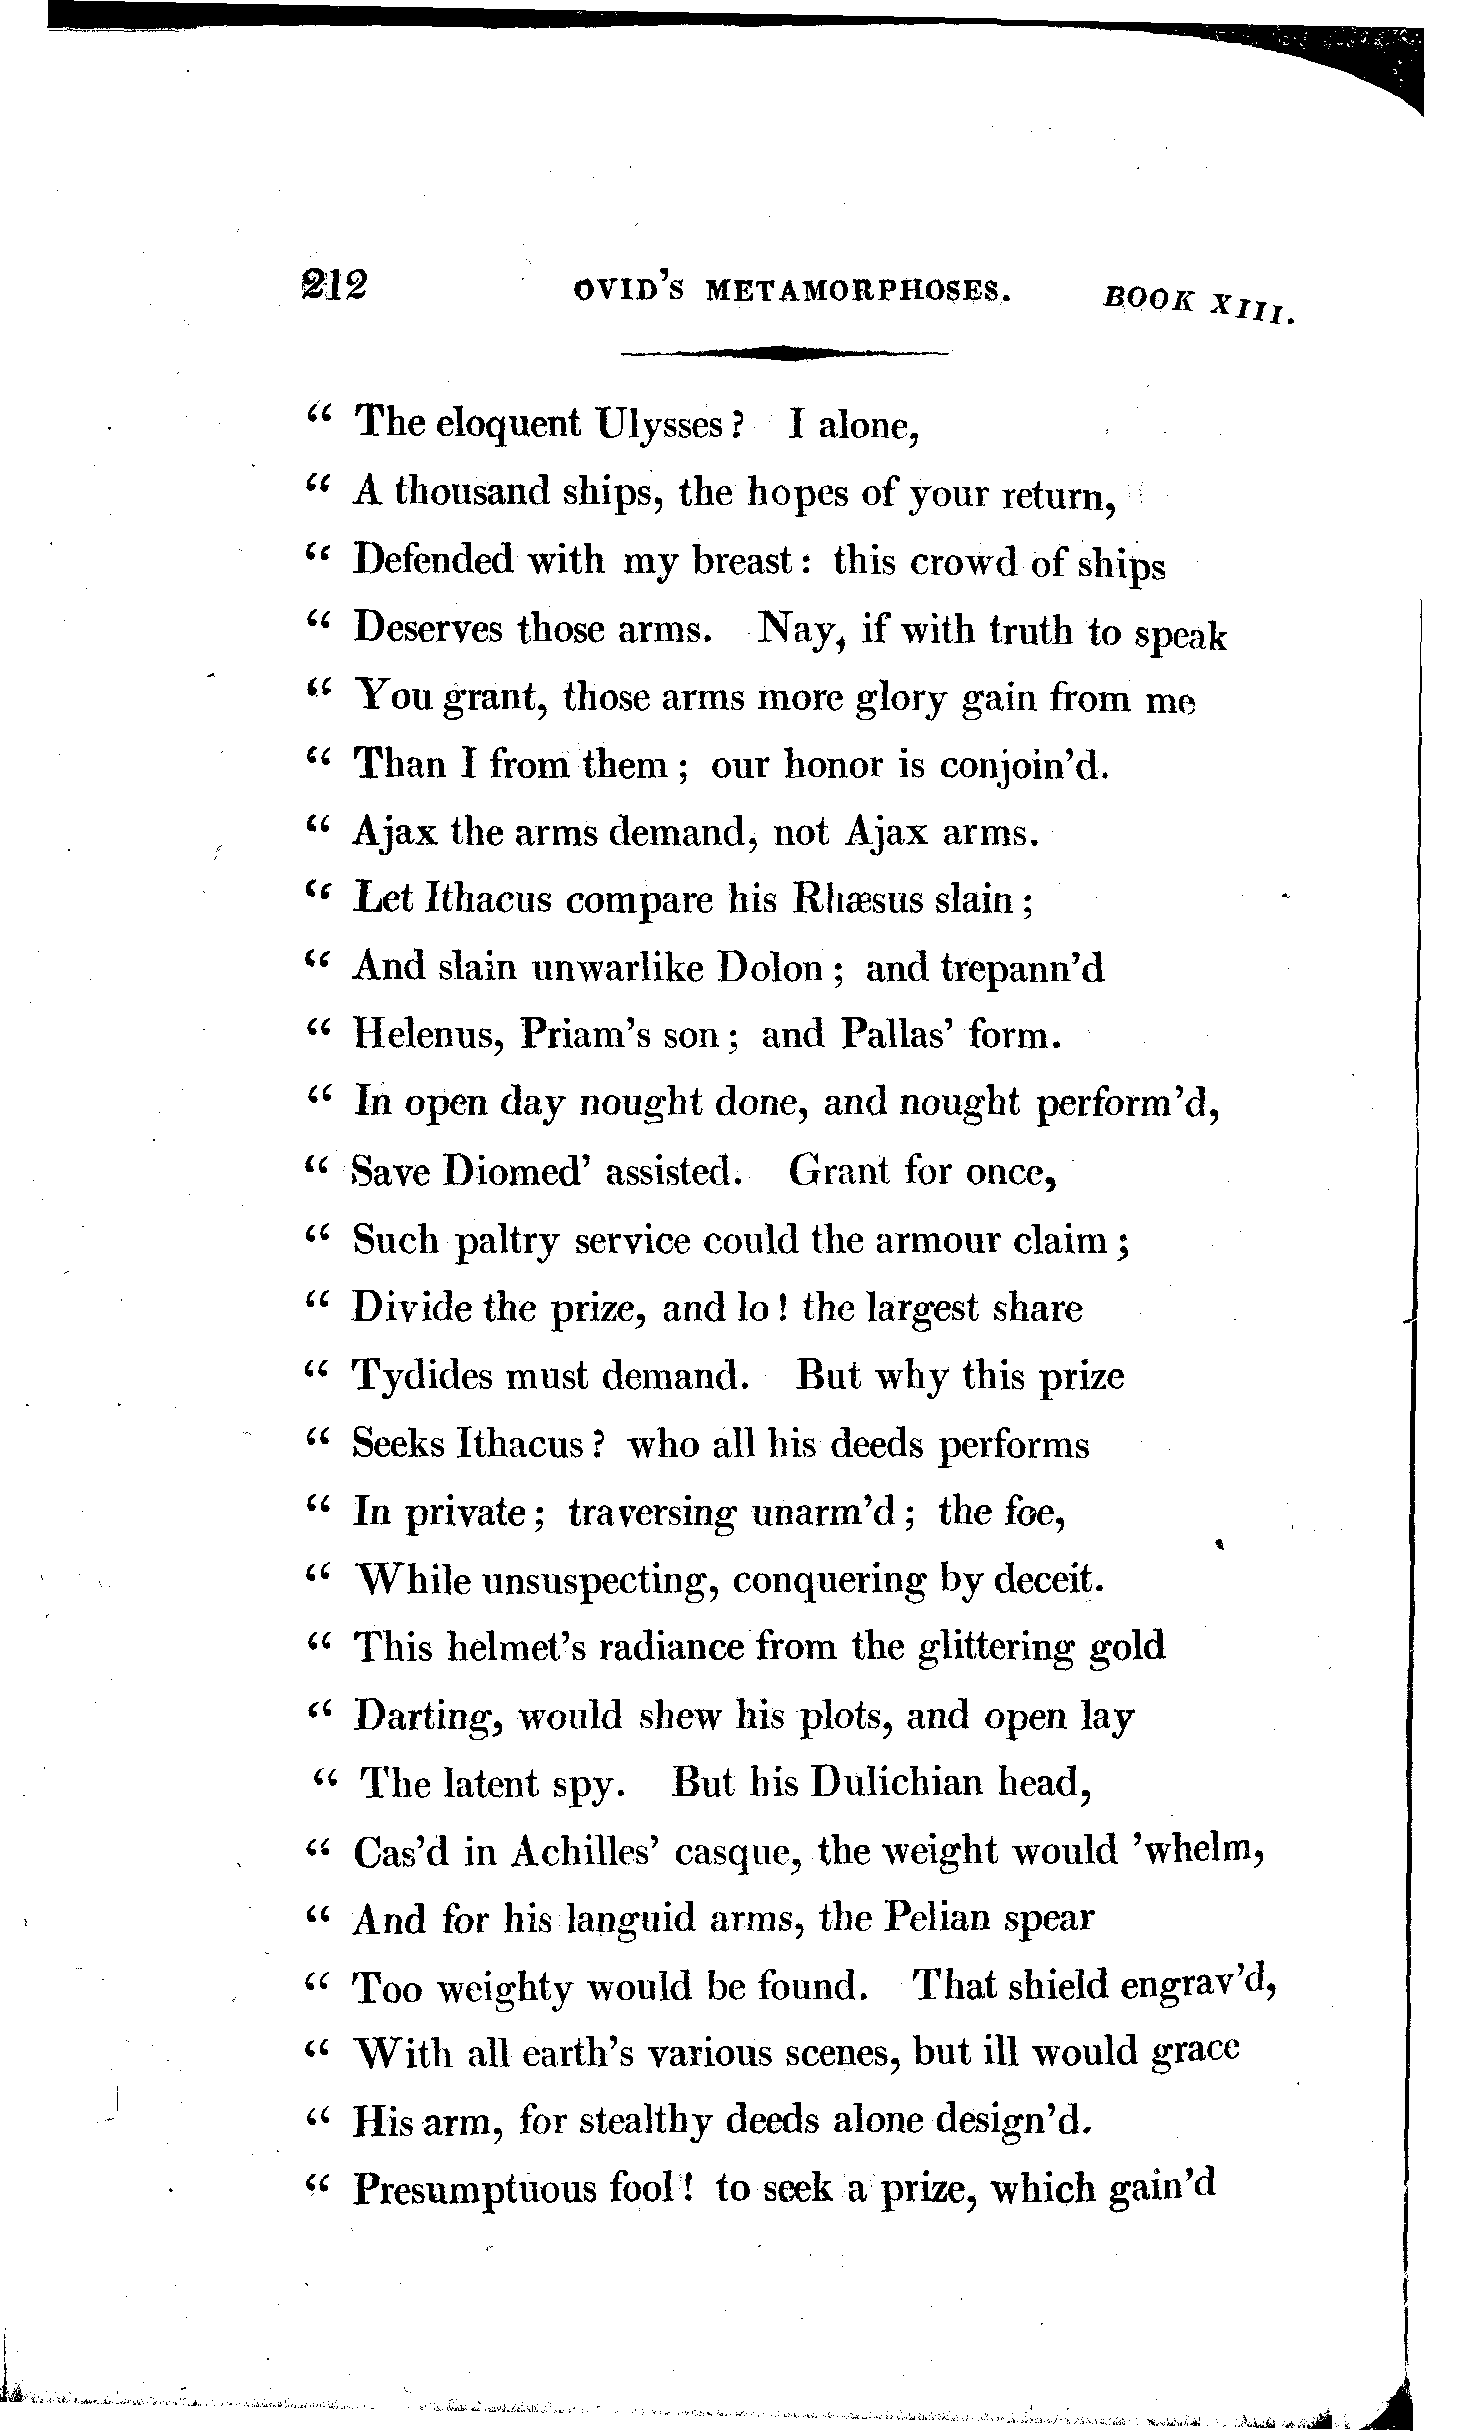 212 OVID'S METAMORPHOSES. BOOK XIII.
“ The eloquent Ulysses? I alone,
“ A thousand ships, the hopes of your return,
“ Defended with my breast: this crowd of ships
“ Deserves those arms. Nay, if with truth to speak
“ You grant, those arms more glory gain from me
“ Than I from them; our honor is conjoin'd.
“ Ajax the arms demand, not Ajax arms.
“ Let Ithacus compare his Rhæsus slain;
“ And slain unwarlike Dolon; and trepann'd
“ Helenus, Priam's son; and Pallas' form.
“ In open day nought done, and nought perform'd,
“ Save Diomed' assisted. Grant for once,
“ Such paltry service could the armour claim;
“ Divide the prize, and lo! the largest share
“ Tydides must demand. But why this prize
“ Seeks Ithacus? who all his deeds performs
“ In private; traversing unarm'd; the foe,
“ While unsuspecting, conquering by deceit.
“ This helmet's radiance from the glittering gold
“ Darting, would shew his plots, and open lay
“ The latent spy. But his Dulichian head,
“ Cas'd in Achilles' casque, the weight would 'whelm,
“ And for his languid arms, the Pelian spear
“ Too weighty would be found. That shield engrav'd,
“ With all earth's various scenes, but ill would grace
“ His arm, for stealthy deeds alone design'd.
“ Presumptuous fool! to seek a prize, which gain'd